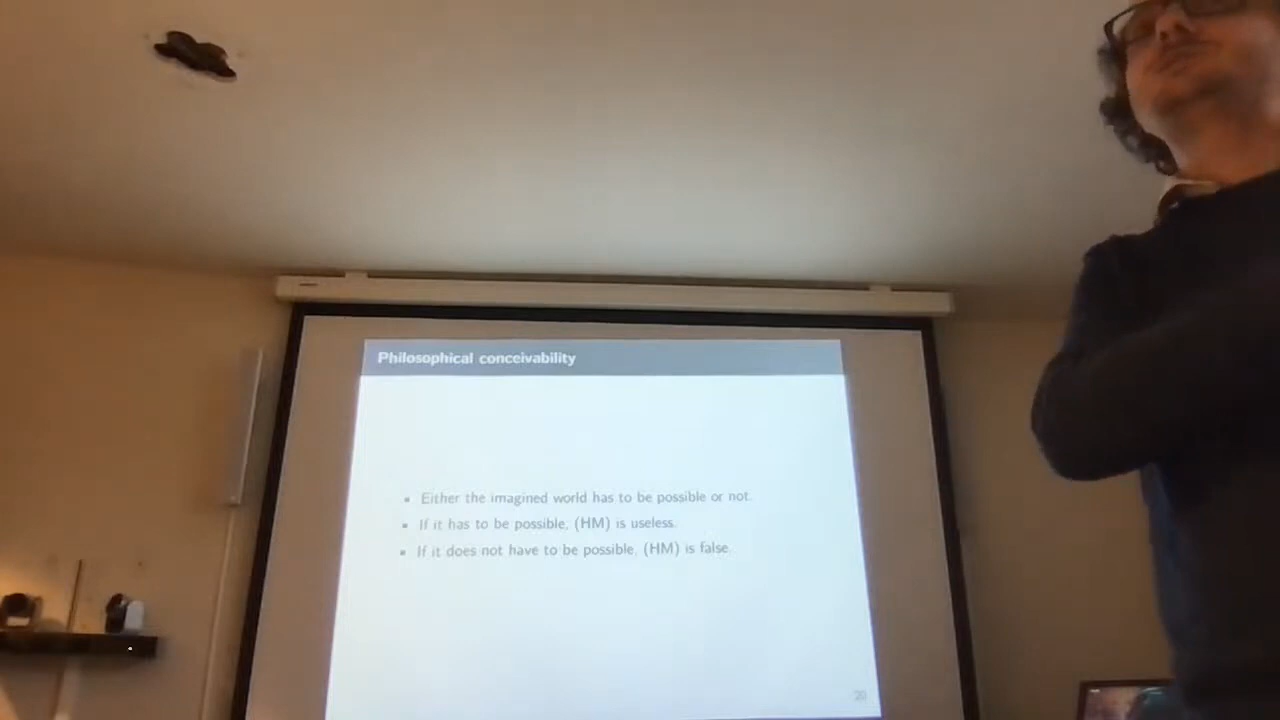 Philosophical conceivability
Either the imagined world has to be possible or not.
If it has to be possible, (HM) is useless.
If it does not have to be possible, (HM) is false.
20